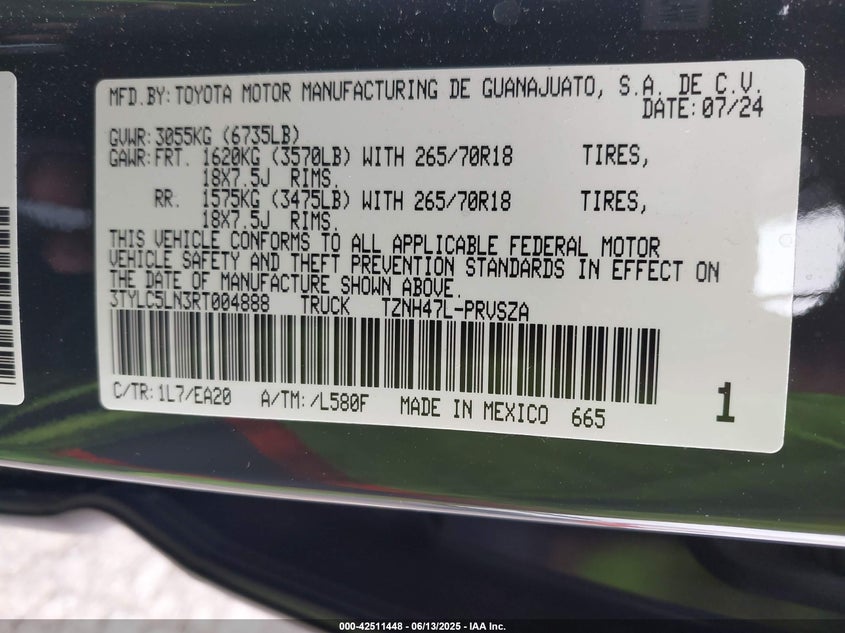 MFD.BY:TOYOTA MOTOR MANUFACTURING DE GUANAJUATO, S.A. DE C.V.
DATE:07/24
GVWR:3055KG (6735LB)
GAWR:FRT. 1620KG (3570LB) WITH 265/70R18 TIRES,
18X7.5J RIMS.
RR. 1575KG (3475LB) WITH 265/70R18 TIRES,
18X7.5J RIMS.
THIS VEHICLE CONFORMS TO ALL APPLICABLE FEDERAL MOTOR
VEHICLE SAFETY AND THEFT PREVENTION STANDARDS IN EFFECT ON
THE DATE OF MANUFACTURE SHOWN ABOVE.
3TYLC5LN3RT004888 TRUCK TZNH47L-PRVSZA
C/TR:1L7/EA20 A/TM:/L580F MADE IN MEXICO 665 1
000-42511448 - 06/13/2025 - IAA Inc.